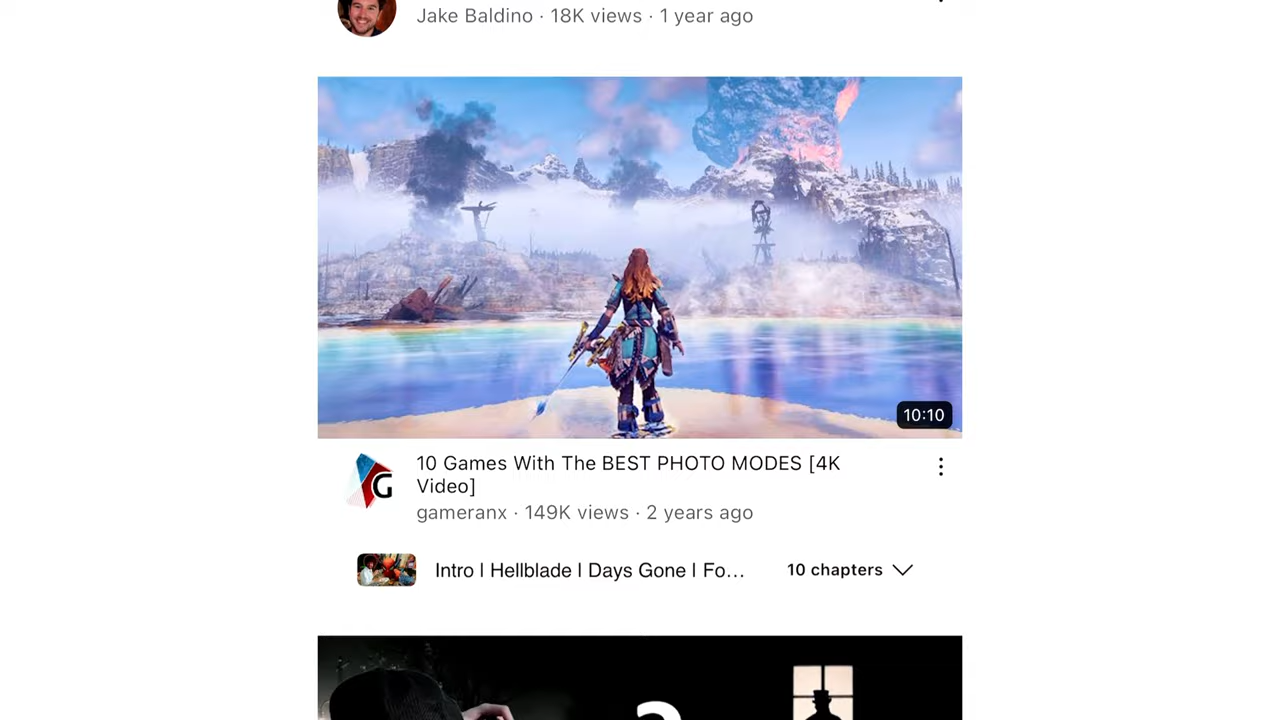 Jake Baldino · 18K views · 1 year ago
10:10
10 Games With The BEST PHOTO MODES [4K
Video]
gameranx · 149K views · 2 years ago
G
Intro | Hellblade | Days Gone | Fo...
10 chapters